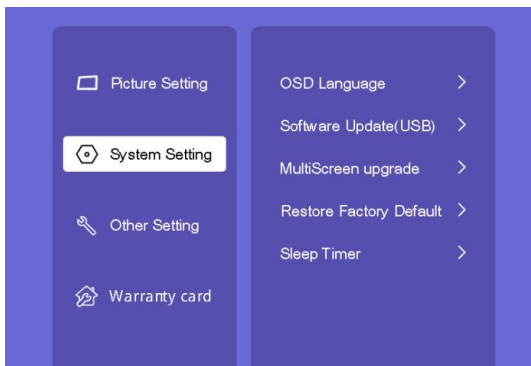 Picture Setting
System Setting
Other Setting
Warranty card
OSD Language
Software Update(USB)
MultiScreen upgrade
Restore Factory Default
Sleep Timer